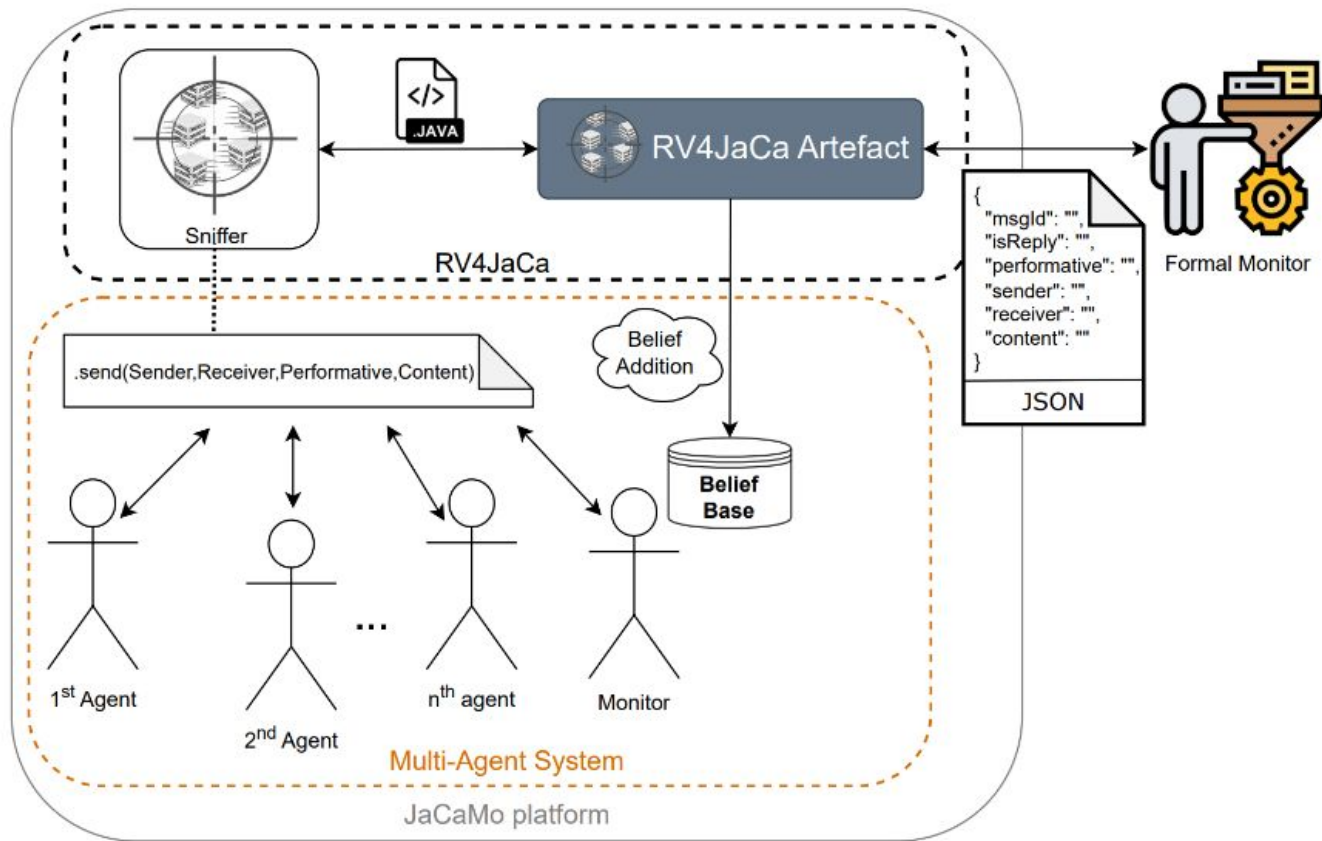 </>
.JAVA
RV4JaCa Artefact
Sniffer
RV4JaCa
{
"msgId": "",
"isReply": "",
"performative": "",
"sender": "",
"receiver": "",
"content": ""
}
JSON
Formal Monitor
.send(Sender,Receiver,Performative,Content)
Belief
Addition
Belief
Base
1st Agent
2nd Agent
...
nth agent
Monitor
Multi-Agent System
JaCaMo platform